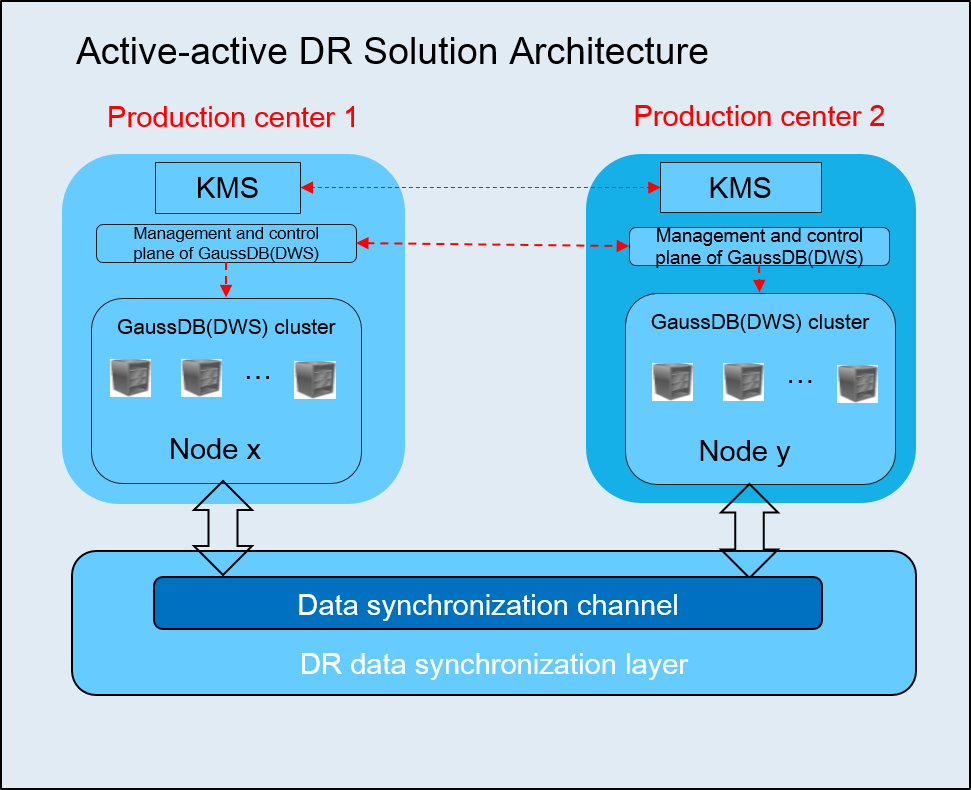 Active-active DR Solution Architecture
Production center 1
Production center 2
KMS
KMS
Management and control
plane of GaussDB(DWS)
Management and control
plane of GaussDB(DWS)
GaussDB(DWS) cluster
GaussDB(DWS) cluster
...
...
Node x
Node y
Data synchronization channel
DR data synchronization layer